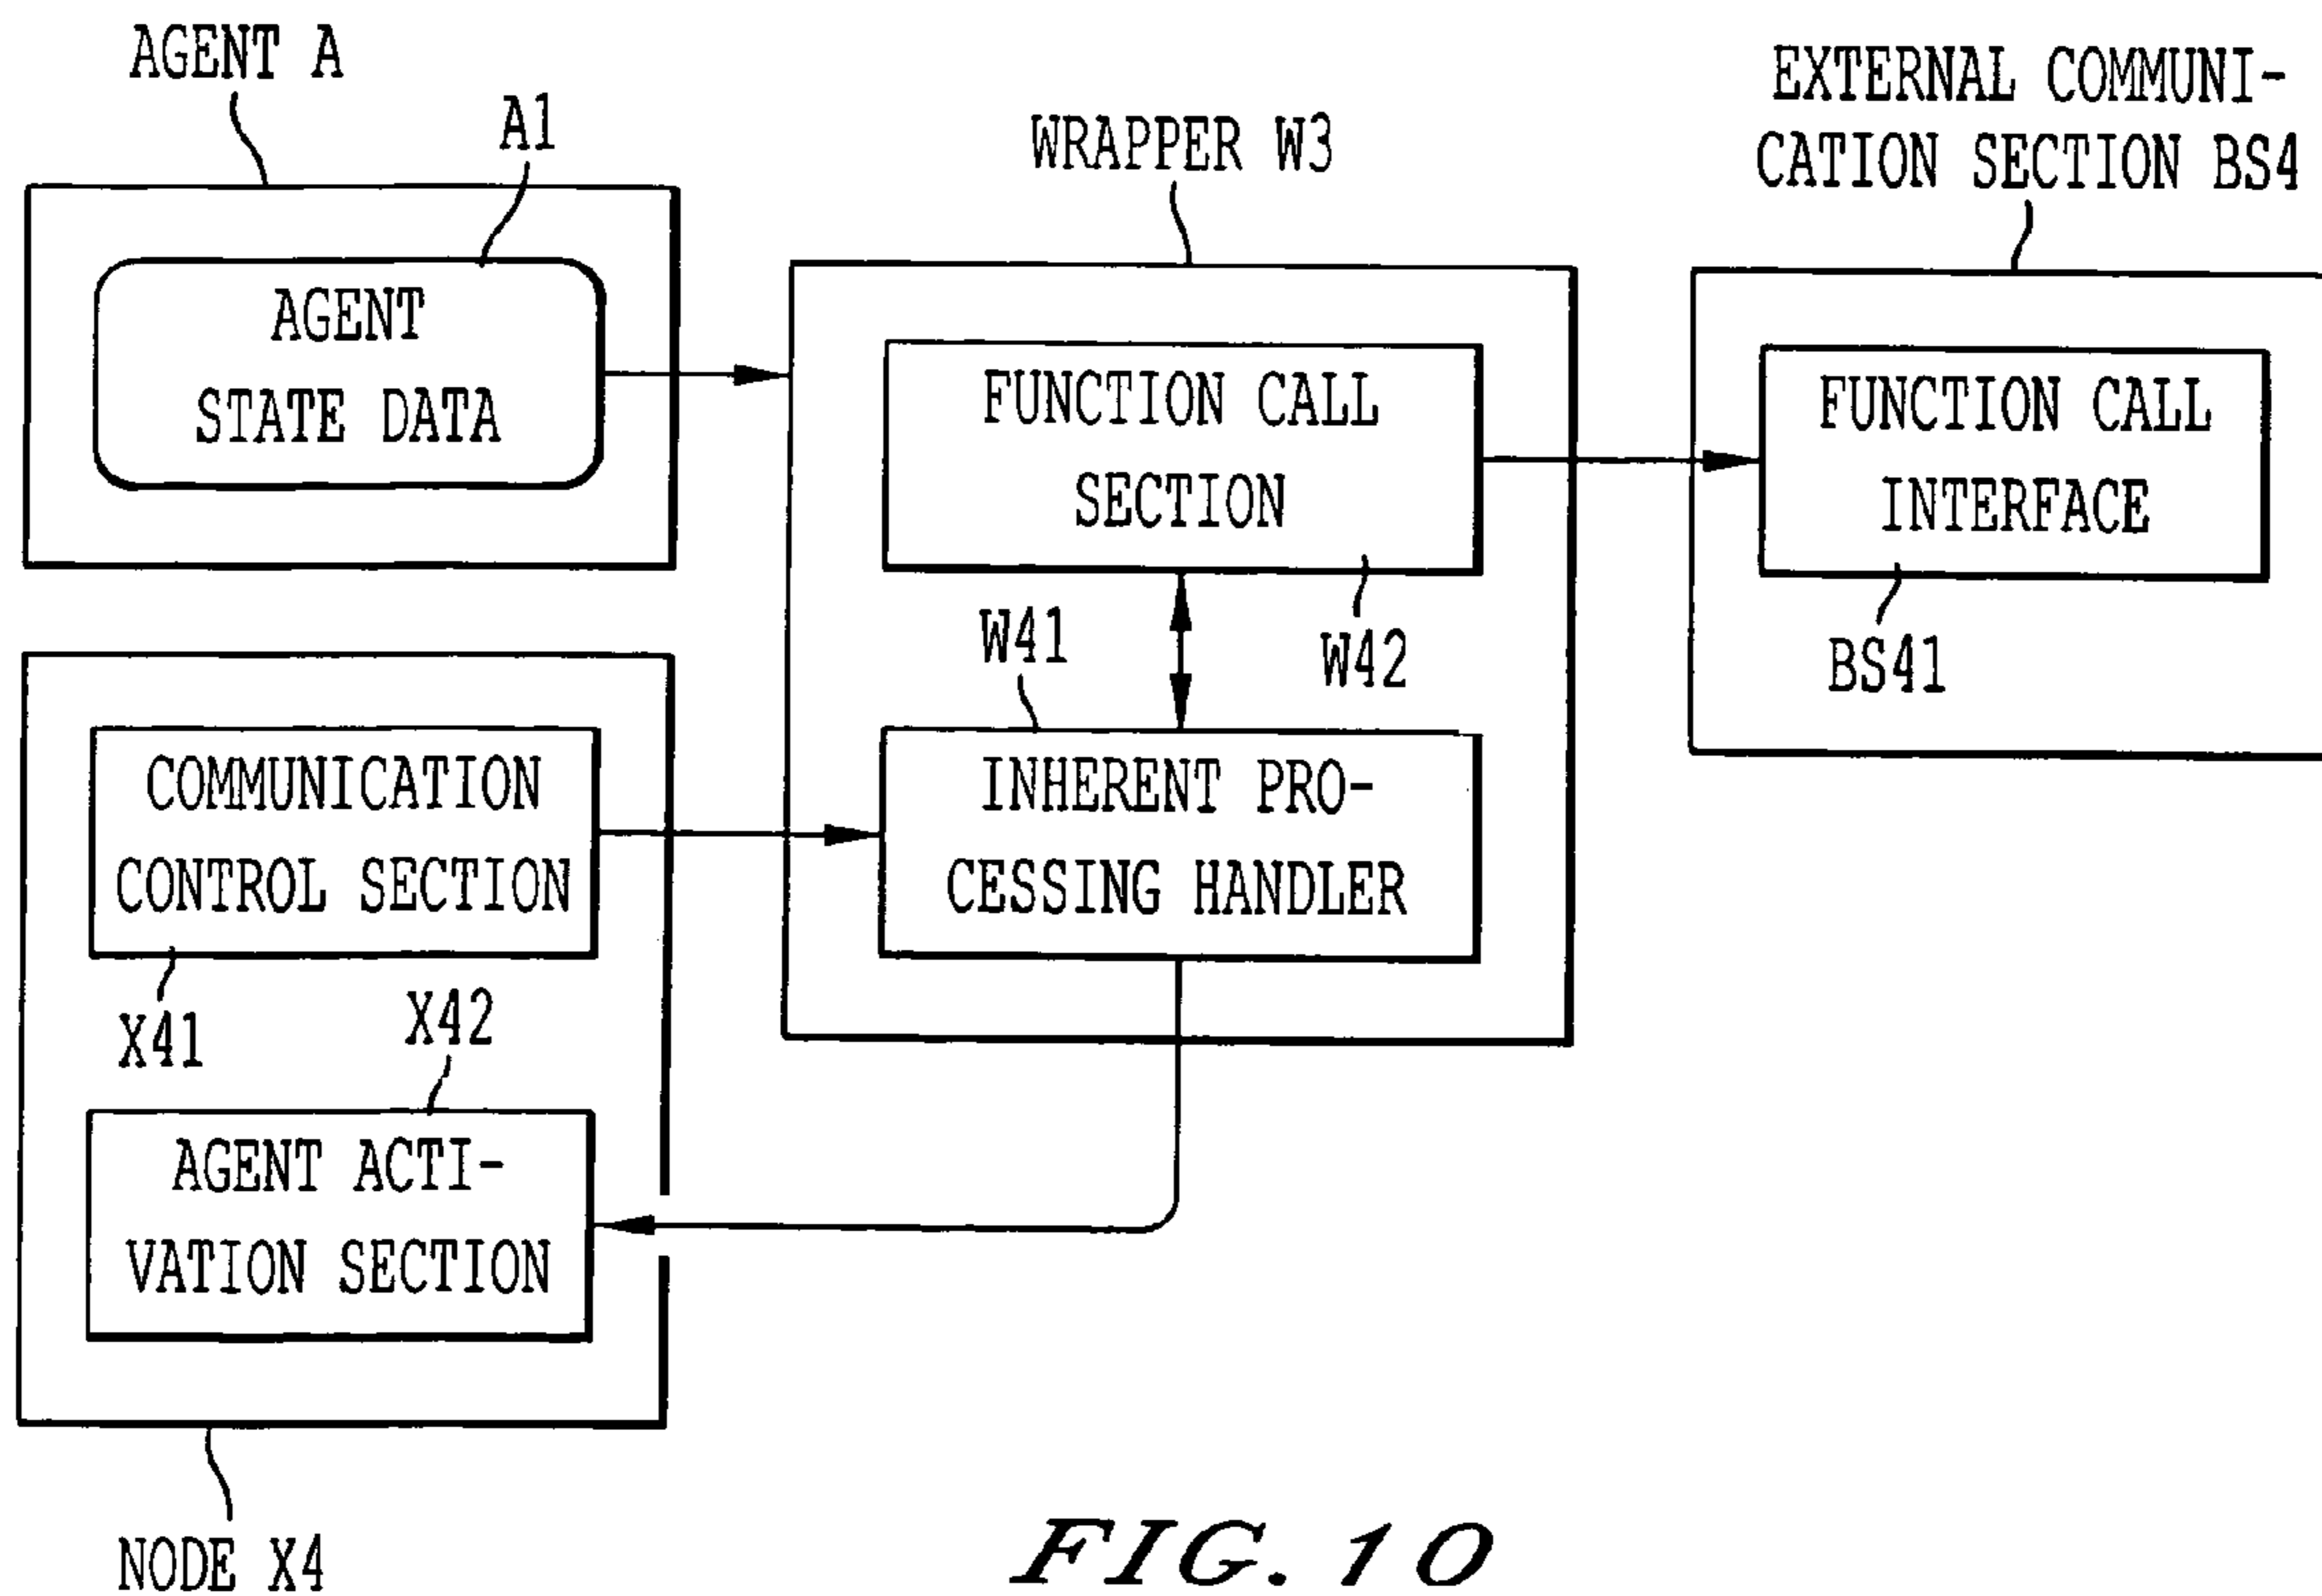 AGENT A
A1
AGENT
STATE DATA
WRAPPER W3
EXTERNAL COMMUNI-
CATION SECTION BS4
FUNCTION CALL
SECTION
W42
W41
INHERENT PRO-
CESSING HANDLER
FUNCTION CALL
INTERFACE
BS41
COMMUNICATION
CONTROL SECTION
X41
X42
AGENT ACTI-
VATION SECTION
NODE X4
FIG. 10